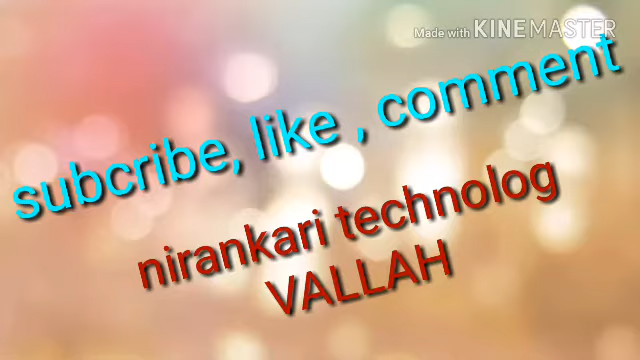 Made with KINEMASTER
subcribe, like , comment
nirankari technolog
VALLAH